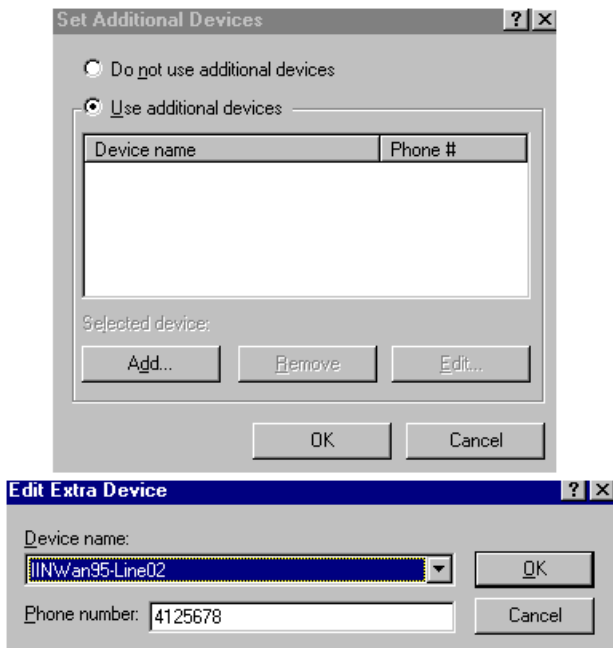 Set Additional Devices
Do not use additional devices
Use additional devices
Device name Phone #
Selected device:
Add... Remove Edit...
OK Cancel
Edit Extra Device
Device name:
IINWan95-Line02 OK
Phone number: 4125678 Cancel